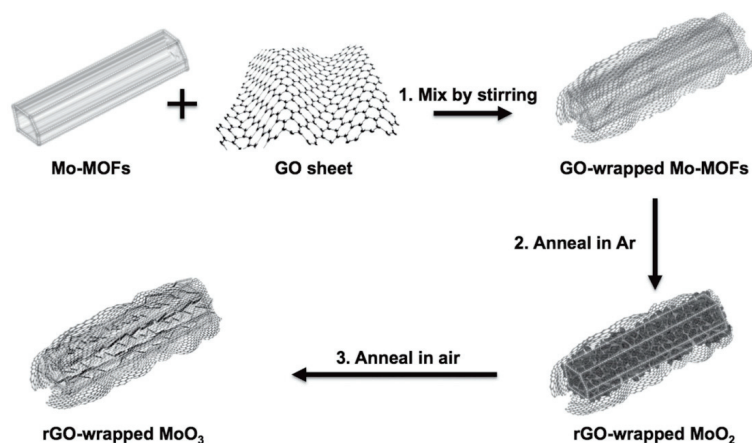 Mo-MOFs
+
GO sheet
1. Mix by stirring
GO-wrapped Mo-MOFs
2. Anneal in Ar
rGO-wrapped MoO₂
3. Anneal in air
rGO-wrapped MoO₃